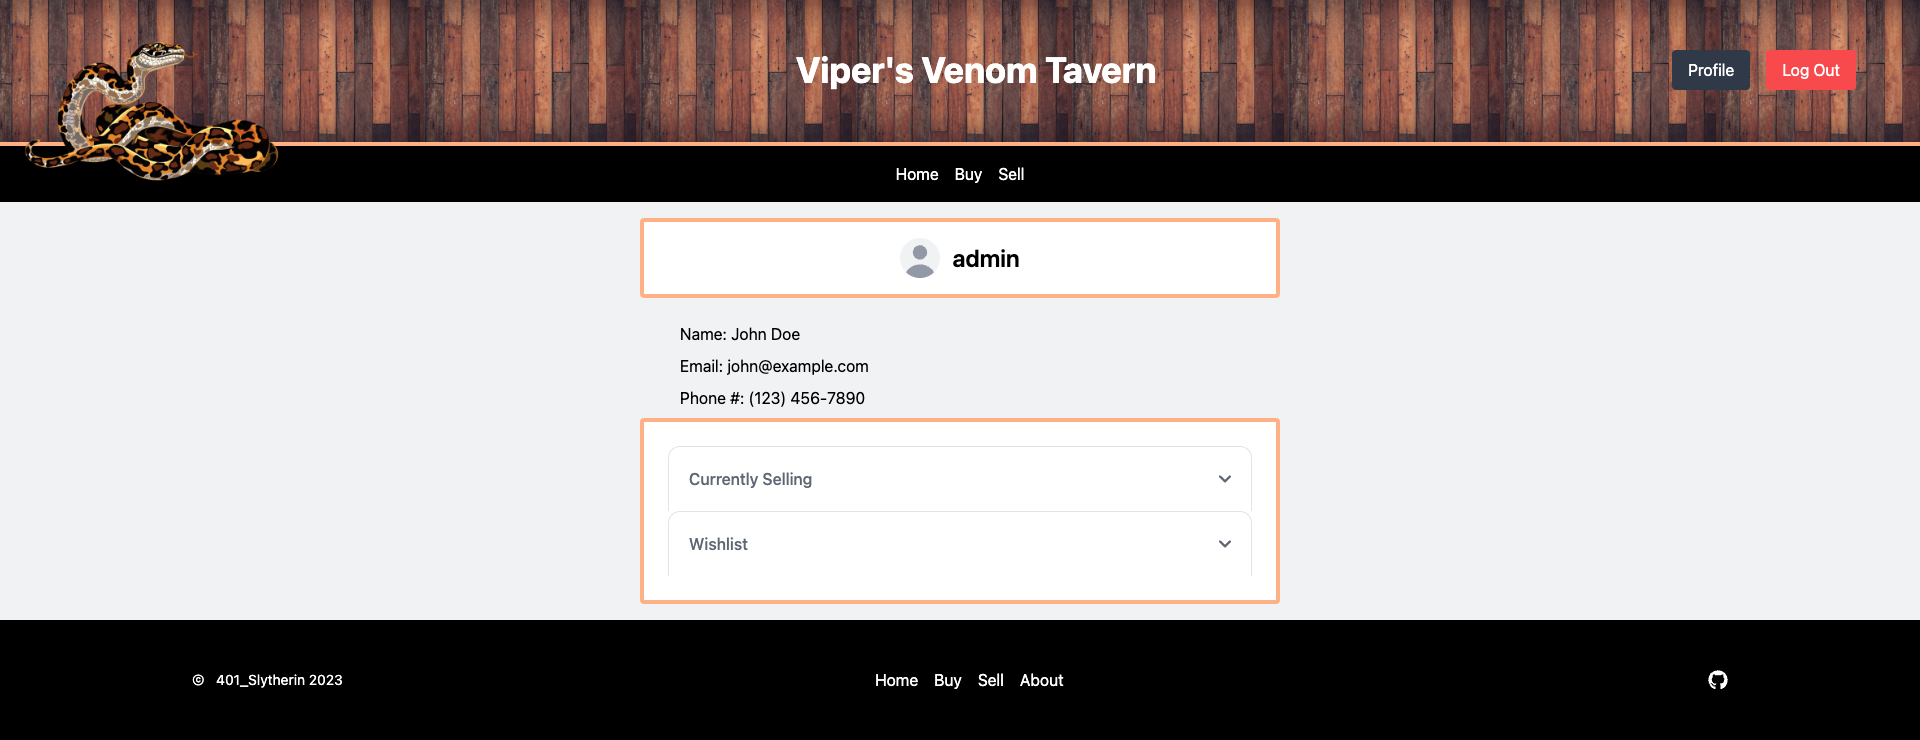 Viper's Venom Tavern
Profile
Log Out
Home Buy Sell
admin
Name: John Doe
Email: john@example.com
Phone #: (123) 456-7890
Currently Selling
Wishlist
© 401_Slytherin 2023
Home Buy Sell About